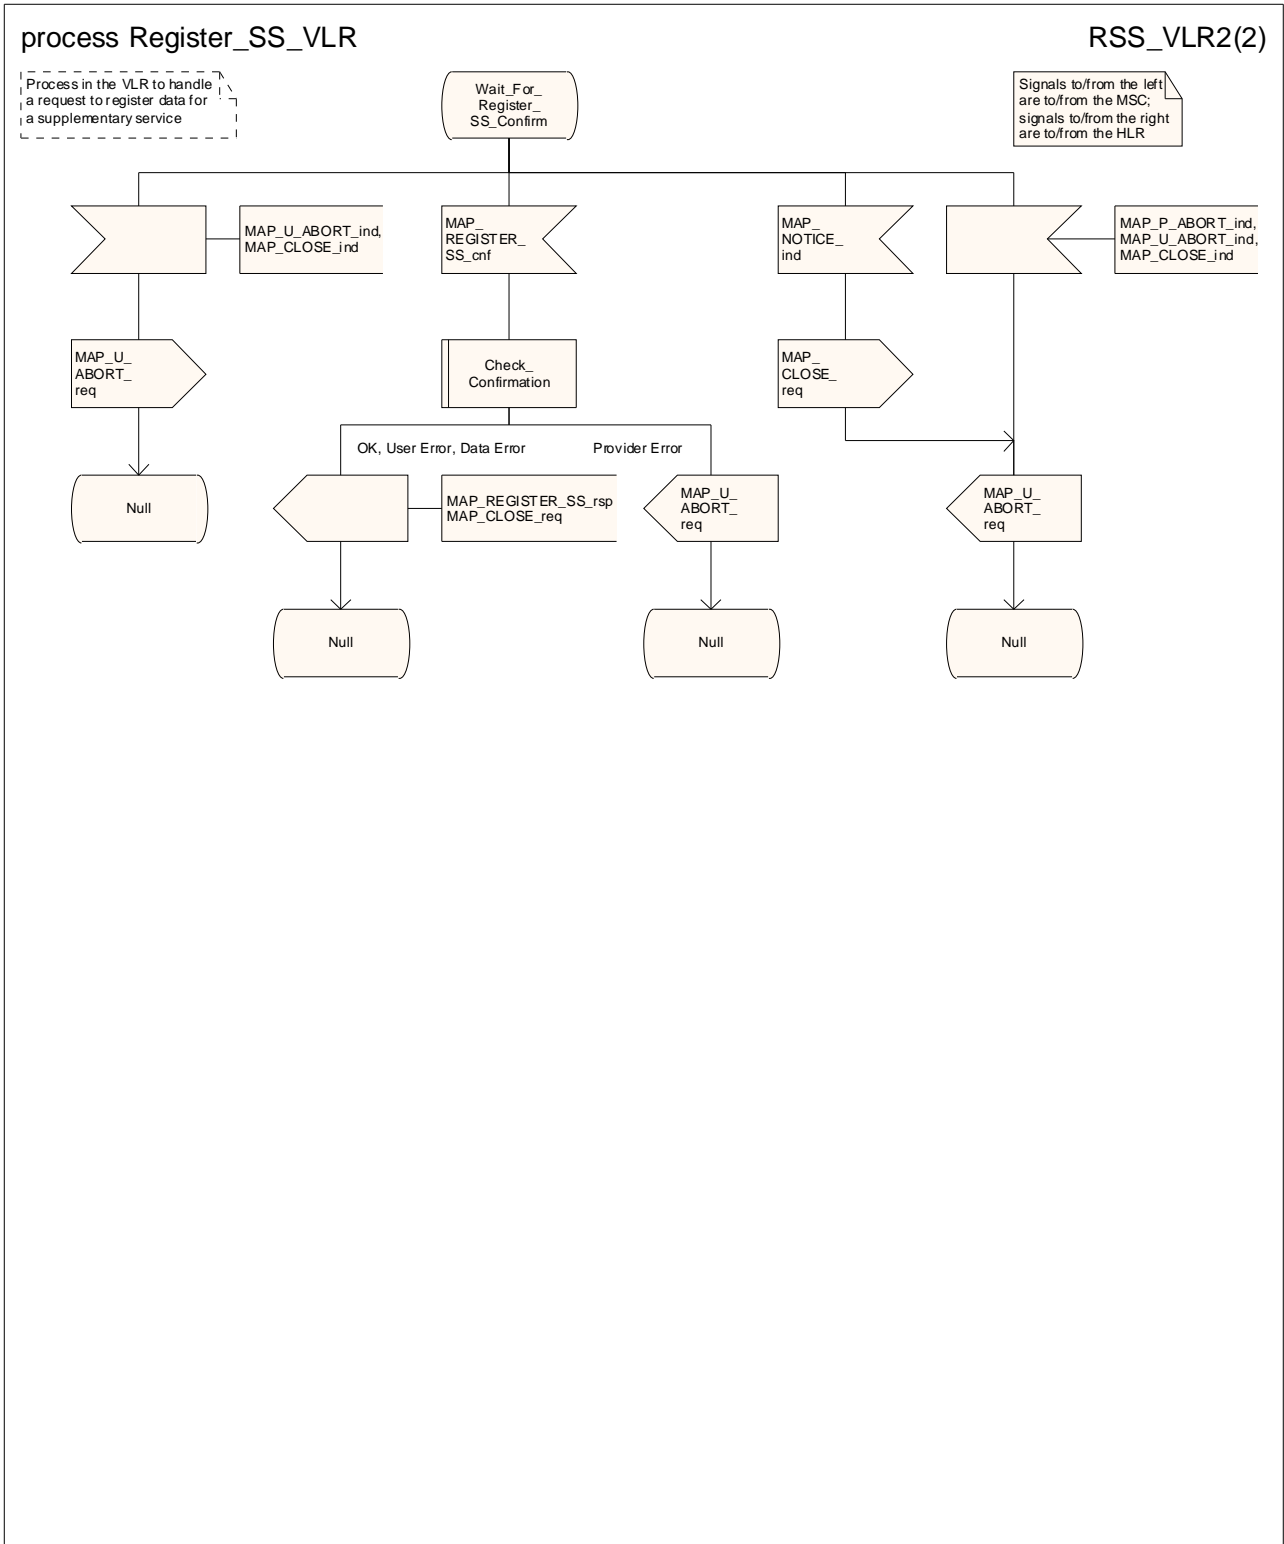 process Register_SS_VLR
RSS_VLR2(2)
Process in the VLR to handle
a request to register data for
a supplementary service
Wait_For_
Register_
SS_Confirm
Signals to/from the left
are to/from the MSC;
signals to/from the right
are to/from the HLR
MAP_U_ABORT_ind,
MAP_CLOSE_ind
MAP_
REGISTER_
SS_cnf
MAP_
NOTICE_
ind
MAP_P_ABORT_ind,
MAP_U_ABORT_ind,
MAP_CLOSE_ind
MAP_U_
ABORT_
req
Check_
Confirmation
MAP_
CLOSE_
req
OK, User Error, Data Error
Provider Error
Null
MAP_REGISTER_SS_rsp
MAP_CLOSE_req
MAP_U_
ABORT_
req
MAP_U_
ABORT_
req
Null
Null
Null